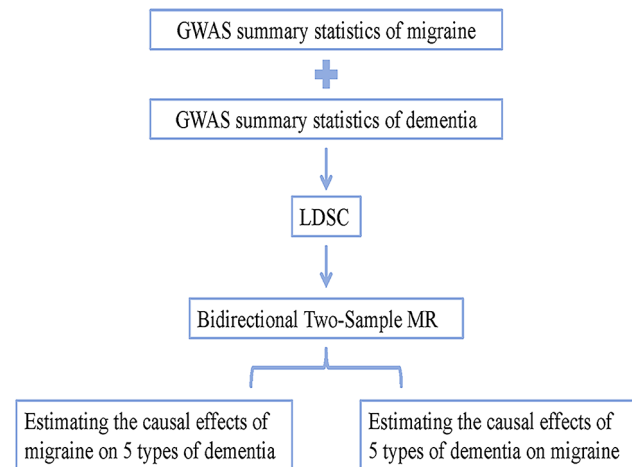 GWAS summary statistics of migraine
GWAS summary statistics of dementia
LDSC
Bidirectional Two-Sample MR
Estimating the causal effects of
migraine on 5 types of dementia
Estimating the causal effects of
5 types of dementia on migraine